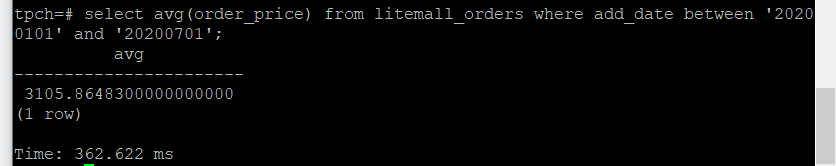 tpch=# select avg(order_price) from litemall_orders where add_date between '2020
0101' and '20200701';
          avg
-----------------------
 3105.8648300000000000
(1 row)

Time: 362.622 ms